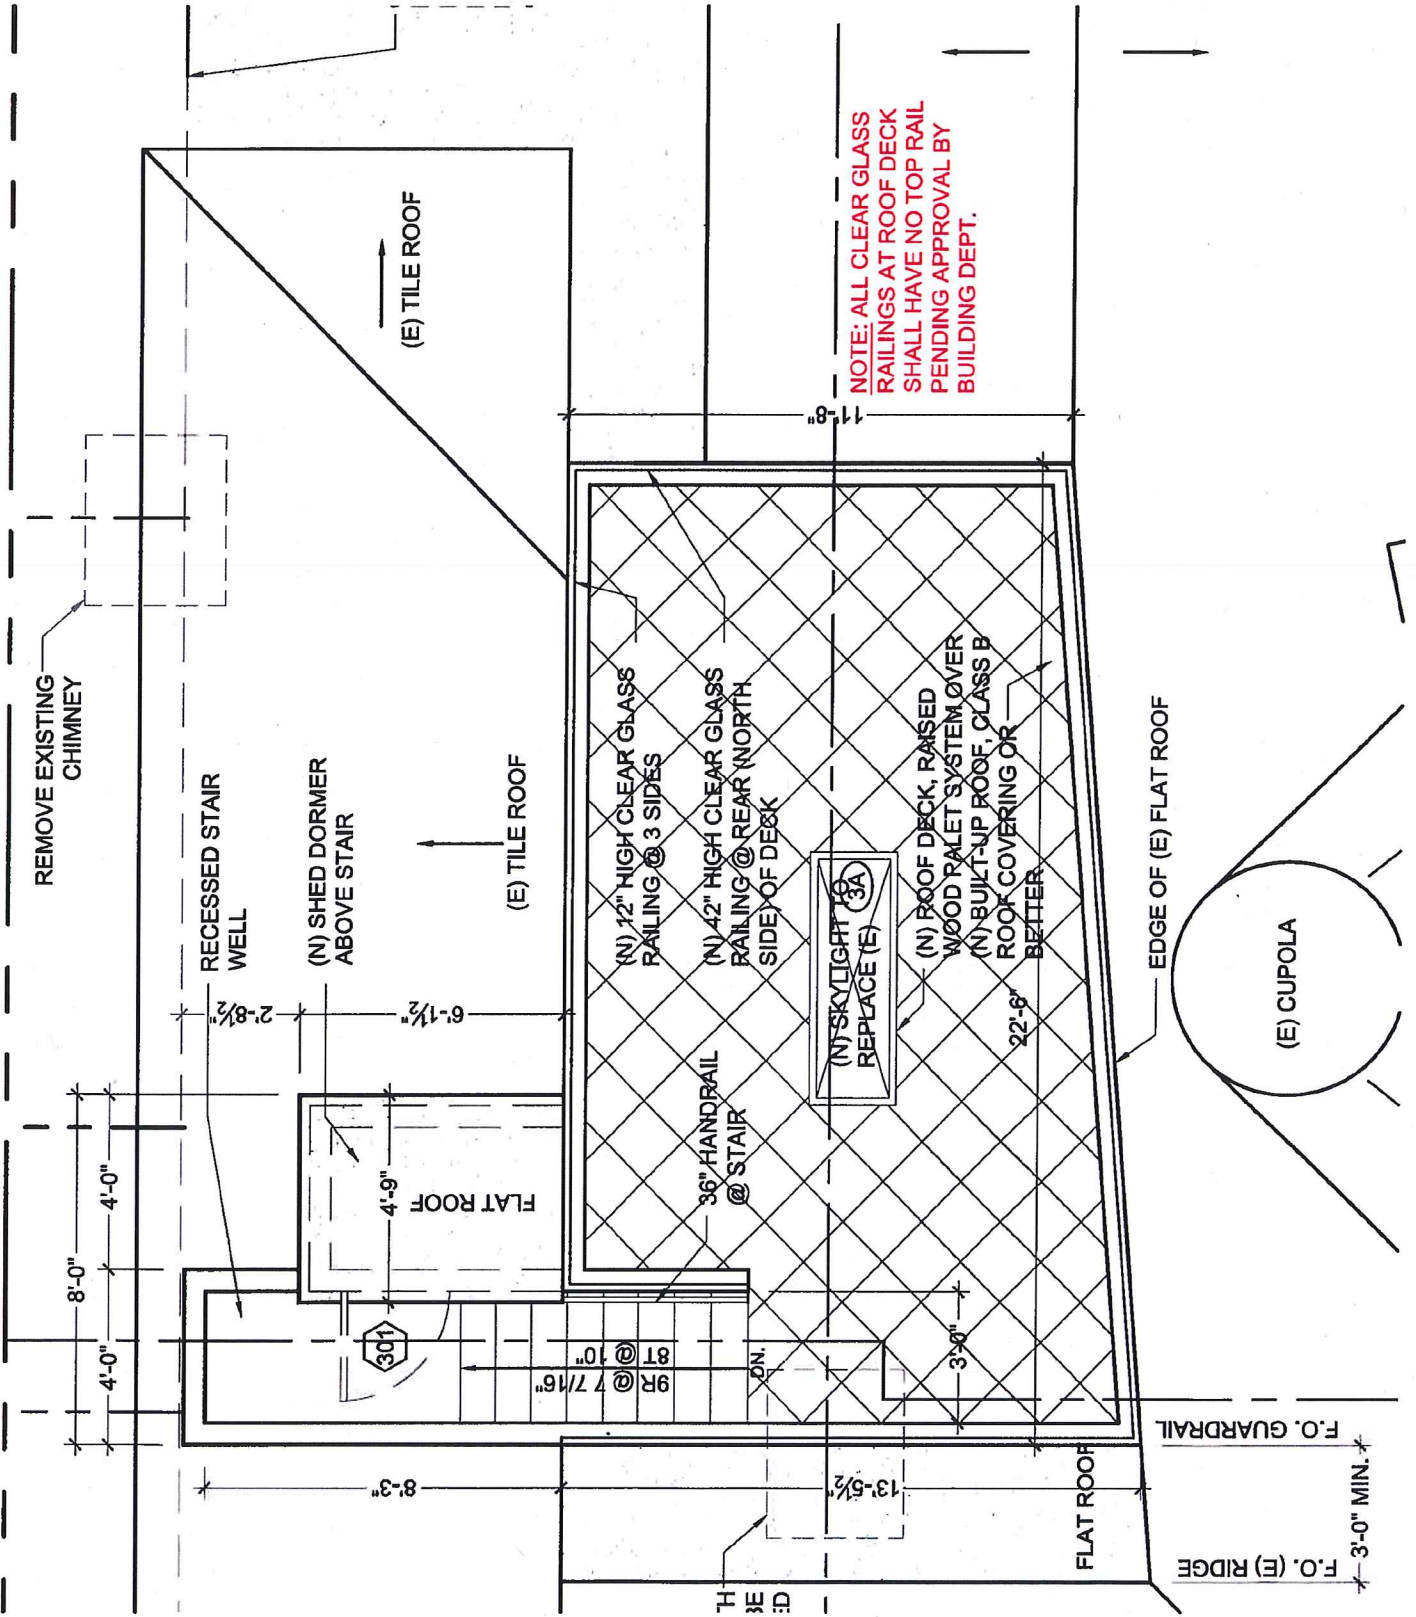 REMOVE EXISTING
CHIMNEY
RECESSED STAIR
WELL
(N) SHED DORMER
ABOVE STAIR
(E) TILE ROOF
(E) TILE ROOF
NOTE: ALL CLEAR GLASS
RAILINGS AT ROOF DECK
SHALL HAVE NO TOP RAIL
PENDING APPROVAL BY
BUILDING DEPT.
8'-0"
4'-0"
4'-0"
2'-8½"
6'-1½"
4'-9"
FLAT ROOF
301
9R @ 7 7/16"
8T @ 10"
DN.
36" HANDRAIL
@ STAIR
(N) 12" HIGH CLEAR GLASS
RAILING @ 3 SIDES
(N) 42" HIGH CLEAR GLASS
RAILING @ REAR (NORTH
SIDE) OF DECK
(N) SKYLIGHT TO
REPLACE (E)
3A
(N) ROOF DECK, RAISED
WOOD PALET SYSTEM OVER
(N) BUILT-UP ROOF, CLASS B
ROOF COVERING OR
BETTER
22'-6"
11'-8"
3'-0"
8'-3"
13'-5½"
EDGE OF (E) FLAT ROOF
(E) CUPOLA
FLAT ROOF
F.O. GUARDRAIL
F.O. (E) RIDGE
3'-0" MIN.
TH
BE
ED